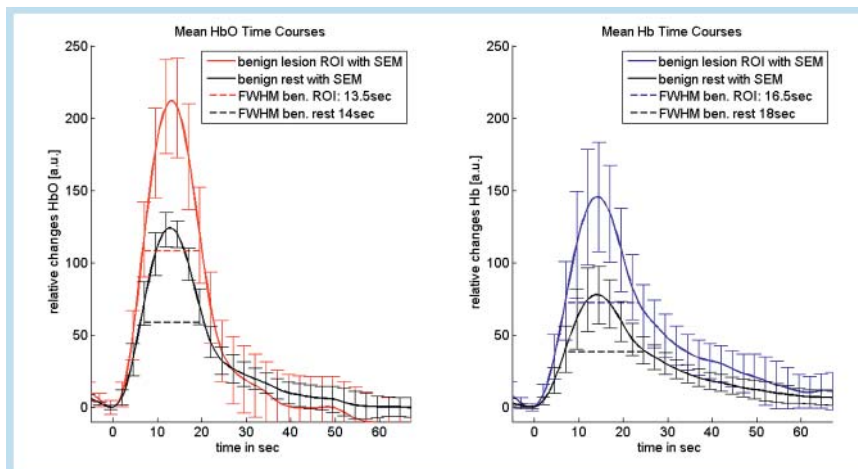 Mean HbO Time Courses
250
200
150
100
50
0
relative changes HbO [a.u.]
benign lesion ROI with SEM
benign rest with SEM
FWHM ben. ROI: 13.5sec
FWHM ben. rest 14sec
0 10 20 30 40 50 60
time in sec
Mean Hb Time Courses
250
200
150
100
50
0
relative changes Hb [a.u.]
benign lesion ROI with SEM
benign rest with SEM
FWHM ben. ROI: 16.5sec
FWHM ben. rest 18sec
0 10 20 30 40 50 60
time in sec